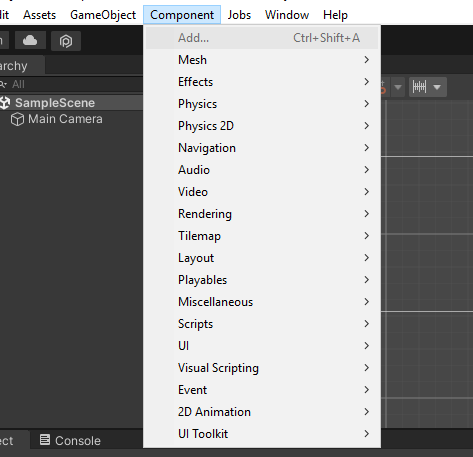 dit Assets GameObject Component Jobs Window Help
Add... Ctrl+Shift+A
Mesh
Effects
Physics
Physics 2D
Navigation
Audio
Video
Rendering
Tilemap
Layout
Playables
Miscellaneous
Scripts
UI
Visual Scripting
Event
2D Animation
UI Toolkit
rarchy
All
SampleScene
Main Camera
ect Console